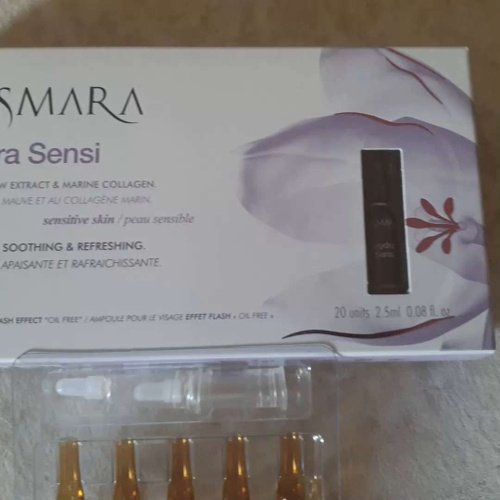 SMARA
ra Sensi
W EXTRACT & MARINE COLLAGEN.
MAUVE ET AU COLLAGÈNE MARIN.
sensitive skin / peau sensible
SOOTHING & REFRESHING.
APAISANTE ET RAFRAICHISSANTE.
20 units 2.5ml 0.08 fl. oz
ASH EFFECT "OIL FREE" / AMPOULE POUR LE VISAGE EFFET FLASH « OIL FREE »